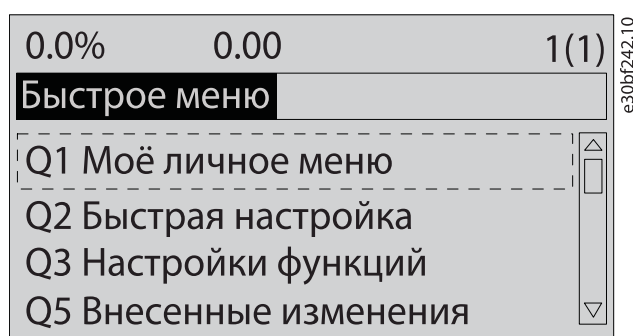 0.0% 0.00 1(1)
Быстрое меню
Q1 Моё личное меню
Q2 Быстрая настройка
Q3 Настройки функций
Q5 Внесенные изменения
e30bf242.10